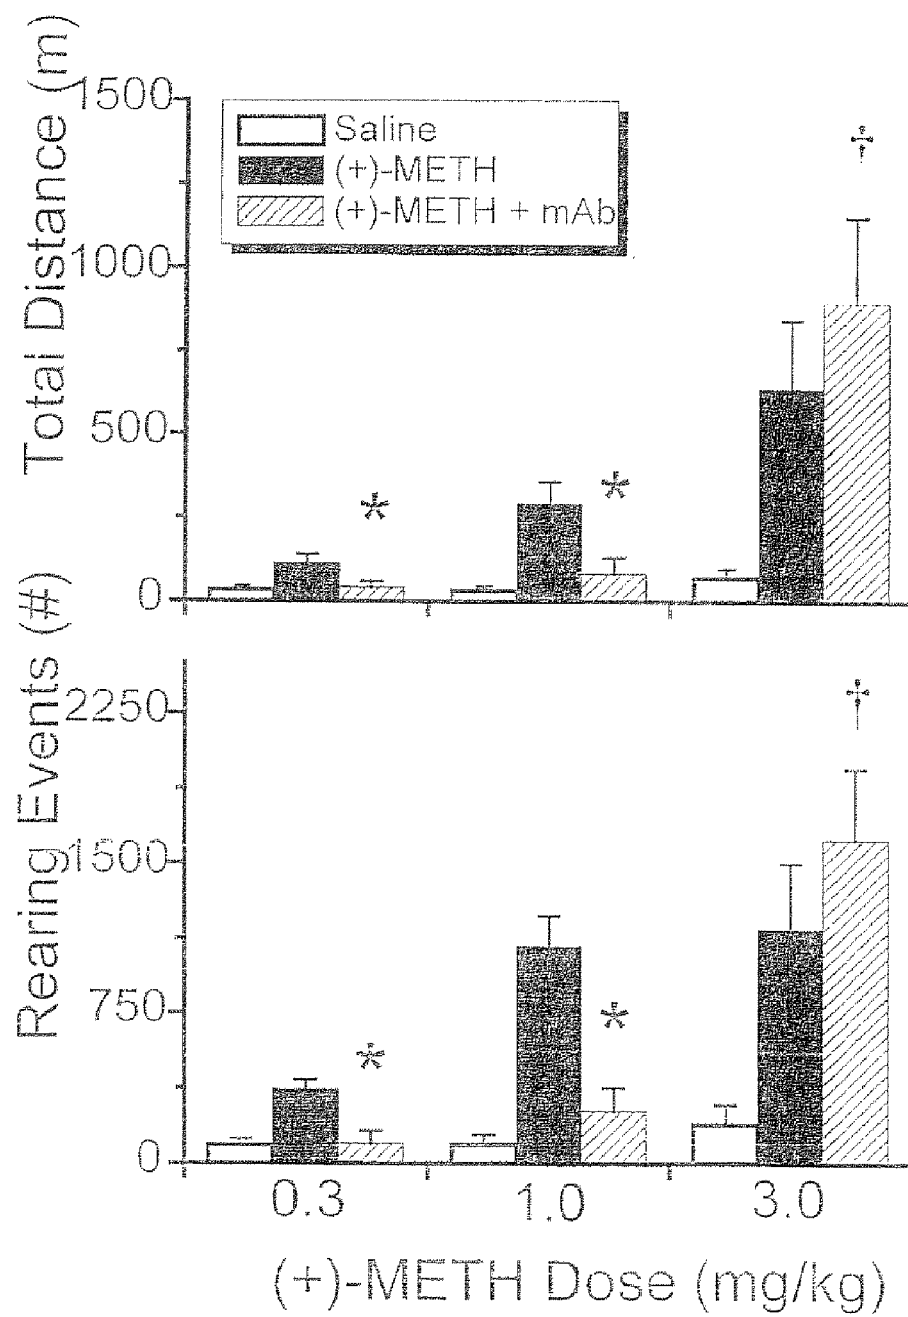 Total Distance (m)
1500
1000
500
0
Saline
(+)-METH
(+)-METH + mAb
*
*
†
Rearing Events (#)
2250
1500
750
0
*
*
†
0.3 1.0 3.0
(+)-METH Dose (mg/kg)